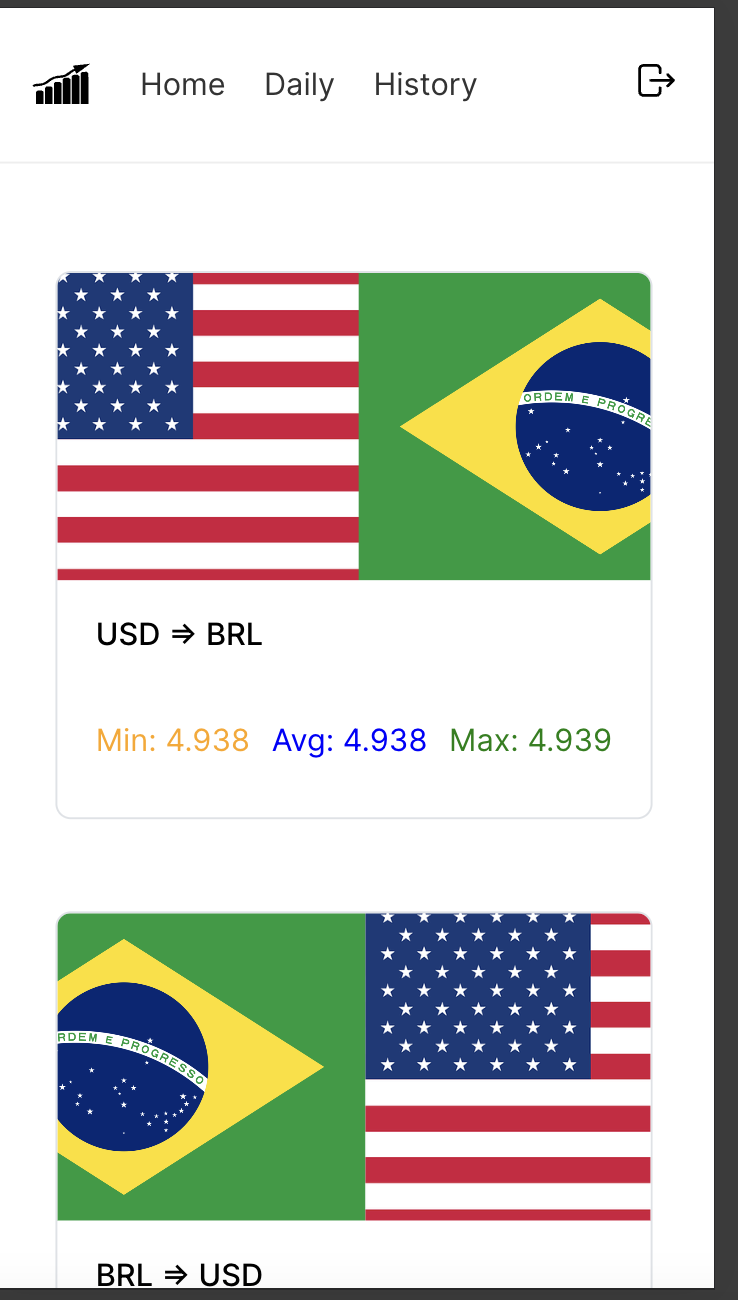 Home Daily History
ORDEM E PROGRE
USD ⇒ BRL
Min: 4.938 Avg: 4.938 Max: 4.939
RDEM E PROGRESSO
BRL ⇒ USD